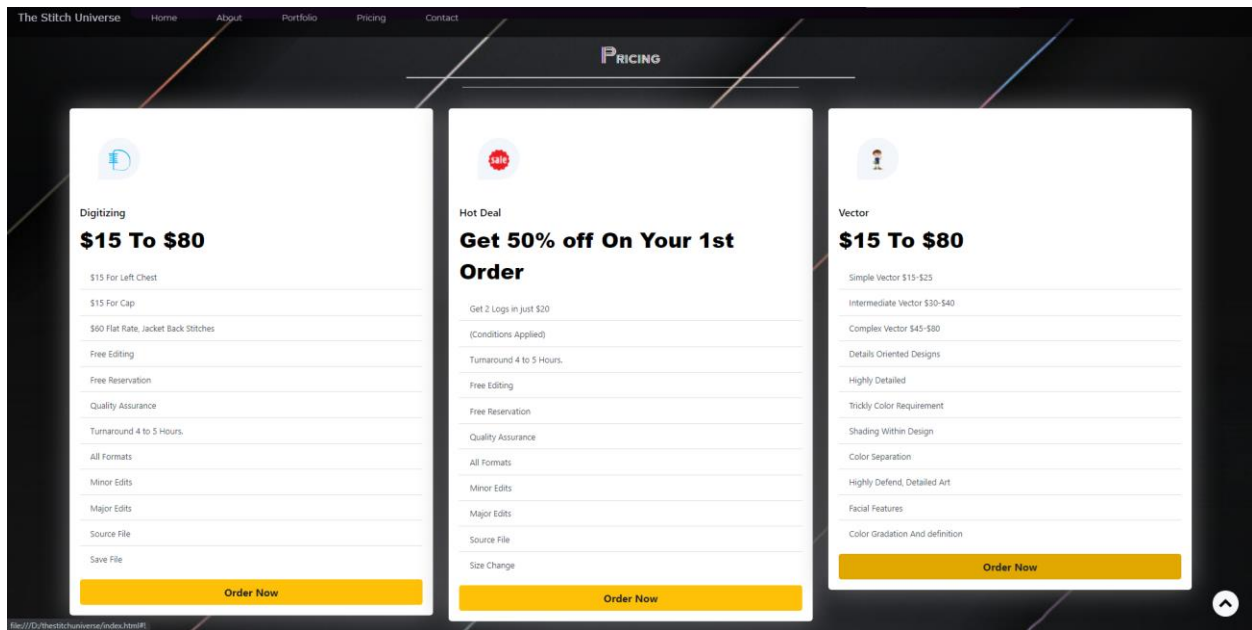 The Stitch Universe Home About Portfolio Pricing Contact
PRICING
Digitizing
$15 To $80
$15 For Left Chest
$15 For Cap
$60 Flat Rate, Jacket Back Stitches
Free Editing
Free Reservation
Quality Assurance
Turnaround 4 to 5 Hours.
All Formats
Minor Edits
Major Edits
Source File
Save File
Order Now
sale
Hot Deal
Get 50% off On Your 1st
Order
Get 2 Logs in just $20
(Conditions Applied)
Turnaround 4 to 5 Hours.
Free Editing
Free Reservation
Quality Assurance
All Formats
Minor Edits
Major Edits
Source File
Size Change
Order Now
Vector
$15 To $80
Simple Vector $15-$25
Intermediate Vector $30-$40
Complex Vector $45-$80
Details Oriented Designs
Highly Detailed
Trickly Color Requirement
Shading Within Design
Color Separation
Highly Defend, Detailed Art
Facial Features
Color Gradation And definition
Order Now
file:///D:/thestitchuniverse/index.html#!